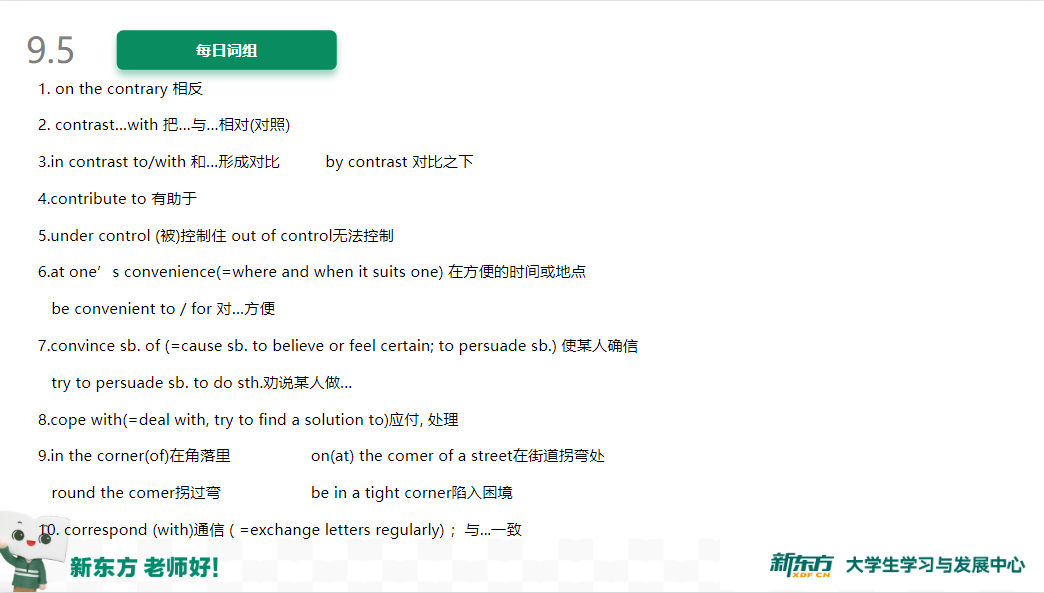 9.5 每日词组
1. on the contrary 相反
2. contrast...with 把...与...相对(对照)
3.in contrast to/with 和...形成对比 by contrast 对比之下
4.contribute to 有助于
5.under control (被)控制住 out of control无法控制
6.at one’s convenience(=where and when it suits one) 在方便的时间或地点
be convenient to / for 对...方便
7.convince sb. of (=cause sb. to believe or feel certain; to persuade sb.) 使某人确信
try to persuade sb. to do sth.劝说某人做...
8.cope with(=deal with, try to find a solution to)应付, 处理
9.in the corner(of)在角落里 on(at) the comer of a street在街道拐弯处
round the comer拐过弯 be in a tight corner陷入困境
10. correspond (with)通信 ( =exchange letters regularly) ；与...一致
新东方 老师好!
新东方 XDF.CN 大学生学习与发展中心